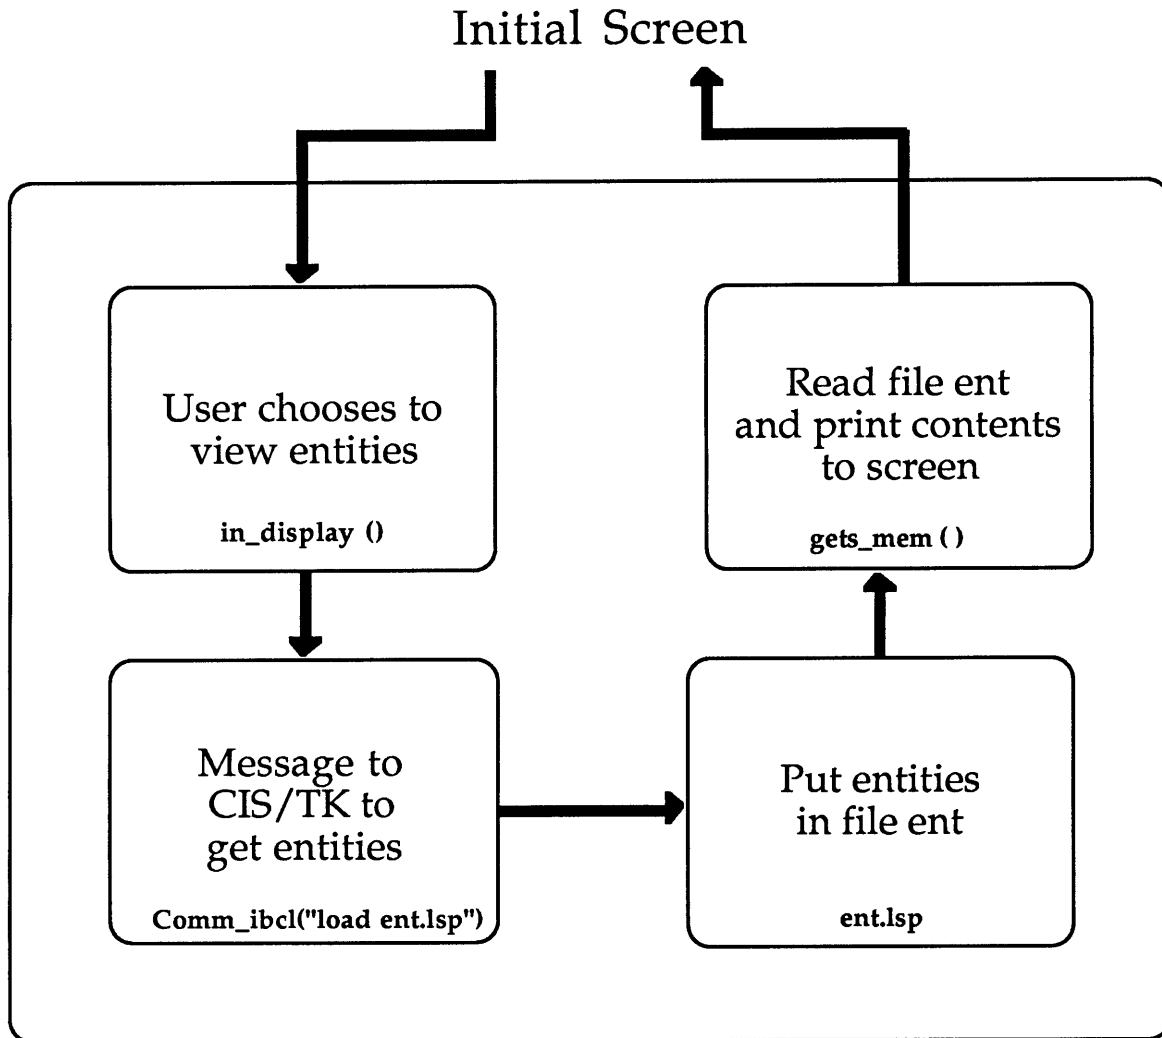 Initial Screen
User chooses to
view entities
in_display ()
Message to
CIS/TK to
get entities
Comm_ibcl("load ent.lsp")
Put entities
in file ent
ent.lsp
Read file ent
and print contents
to screen
gets_mem ( )